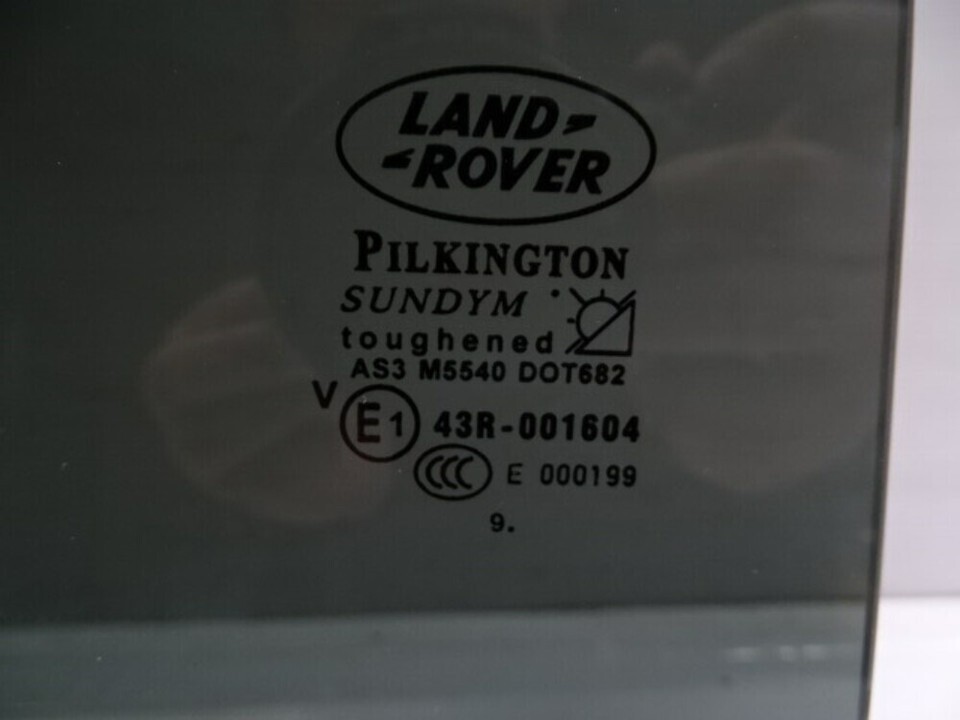 LAND
ROVER
PILKINGTON
SUNDYM
toughened
AS3 M5540 DOT682
V E1 43R-001604
CCC E 000199
9.